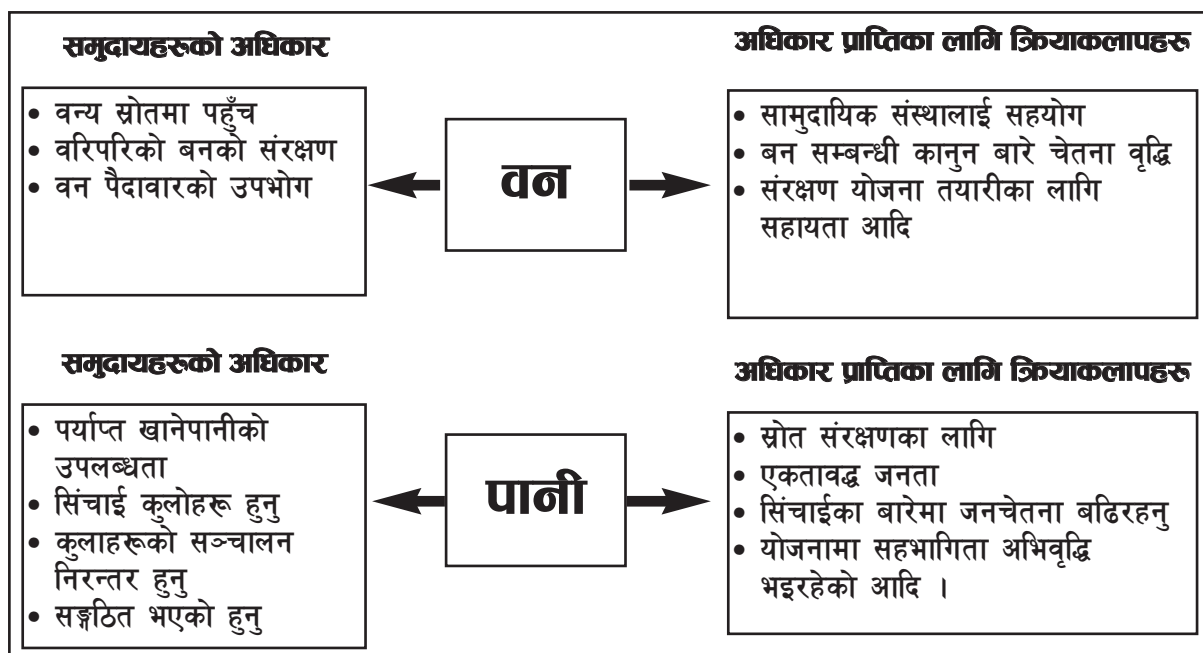 समुदायहरुको अधिकार
• वन्य स्रोतमा पहुँच
• वरिपरिको बनको संरक्षण
• वन पैदावारको उपभोग
वन
अधिकार प्राप्तिका लागि क्रियाकलापहरु
• सामुदायिक संस्थालाई सहयोग
• बन सम्बन्धी कानुन बारे चेतना वृद्धि
• संरक्षण योजना तयारीका लागि
सहायता आदि
समुदायहरुको अधिकार
• पर्याप्त खानेपानीको
उपलब्धता
• सिंचाई कुलोहरू हुनु
• कुलाहरूको सञ्चालन
निरन्तर हुनु
• सङ्गठित भएको हुनु
पानी
अधिकार प्राप्तिका लागि क्रियाकलापहरु
• स्रोत संरक्षणका लागि
• एकतावद्ध जनता
• सिंचाईका बारेमा जनचेतना बढिरहनु
• योजनामा सहभागिता अभिवृद्धि
भइरहेको आदि ।